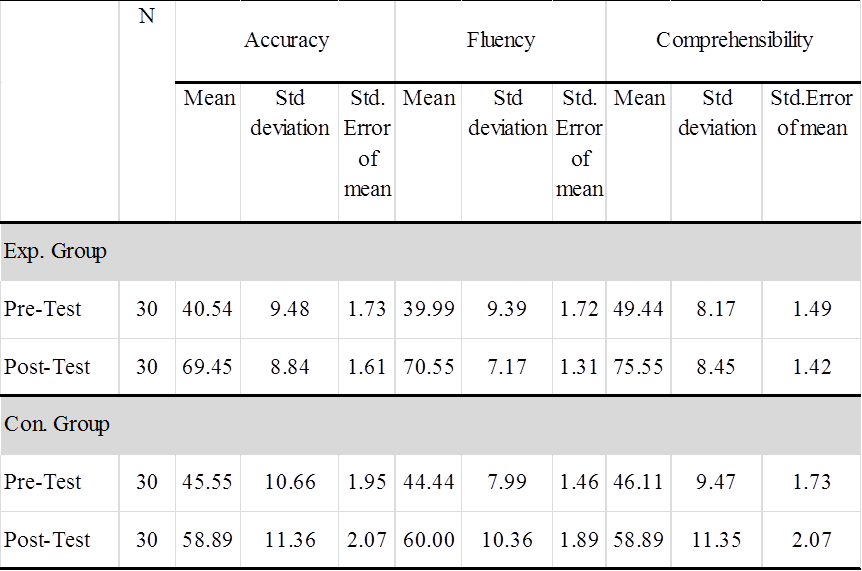 N Accuracy Fluency Comprehensibility
Mean Std deviation Std. Error of mean Mean Std deviation Std. Error of mean Mean Std deviation Std.Error of mean
Exp. Group
Pre-Test 30 40.54 9.48 1.73 39.99 9.39 1.72 49.44 8.17 1.49
Post-Test 30 69.45 8.84 1.61 70.55 7.17 1.31 75.55 8.45 1.42
Con. Group
Pre-Test 30 45.55 10.66 1.95 44.44 7.99 1.46 46.11 9.47 1.73
Post-Test 30 58.89 11.36 2.07 60.00 10.36 1.89 58.89 11.35 2.07